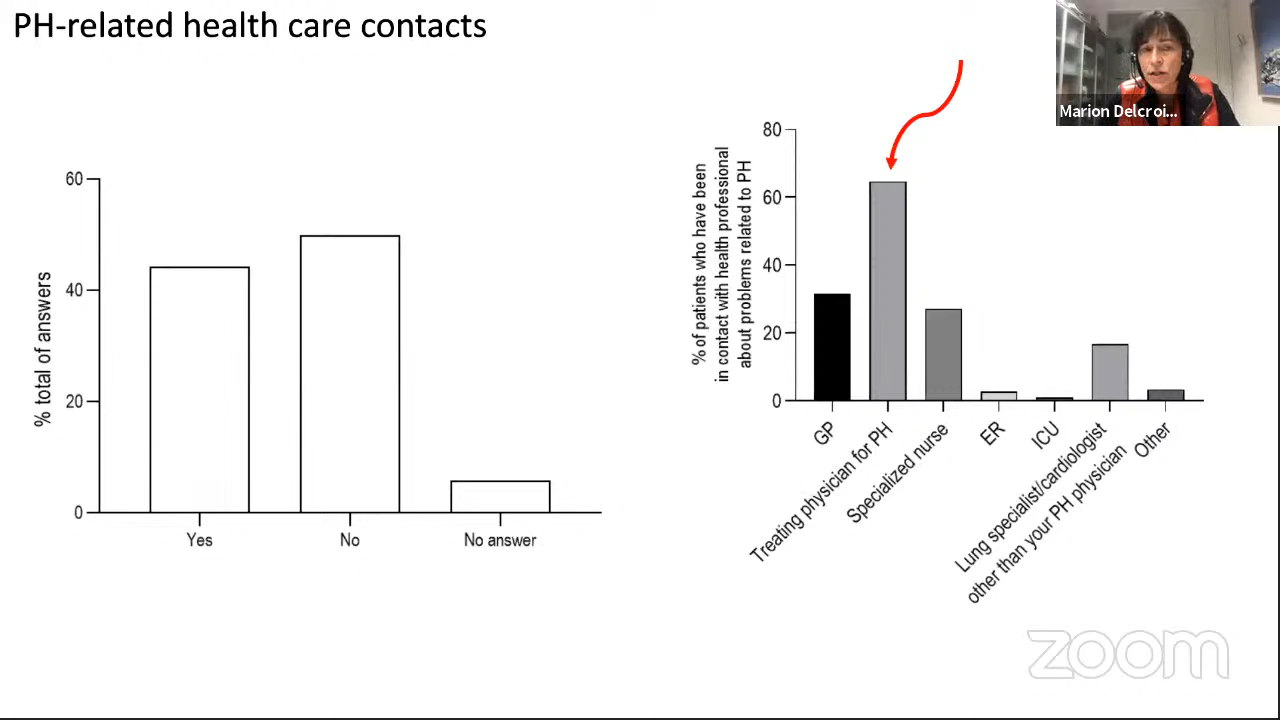 PH-related health care contacts
Marion Delcroi...
% total of answers
60
40
20
0
Yes
No
No answer
% of patients who have been
in contact with health professional
about problems related to PH
80
60
40
20
0
GP
Treating physician for PH
Specialized nurse
ER
ICU
Lung specialist/cardiologist
other than your PH physician
Other
zoom